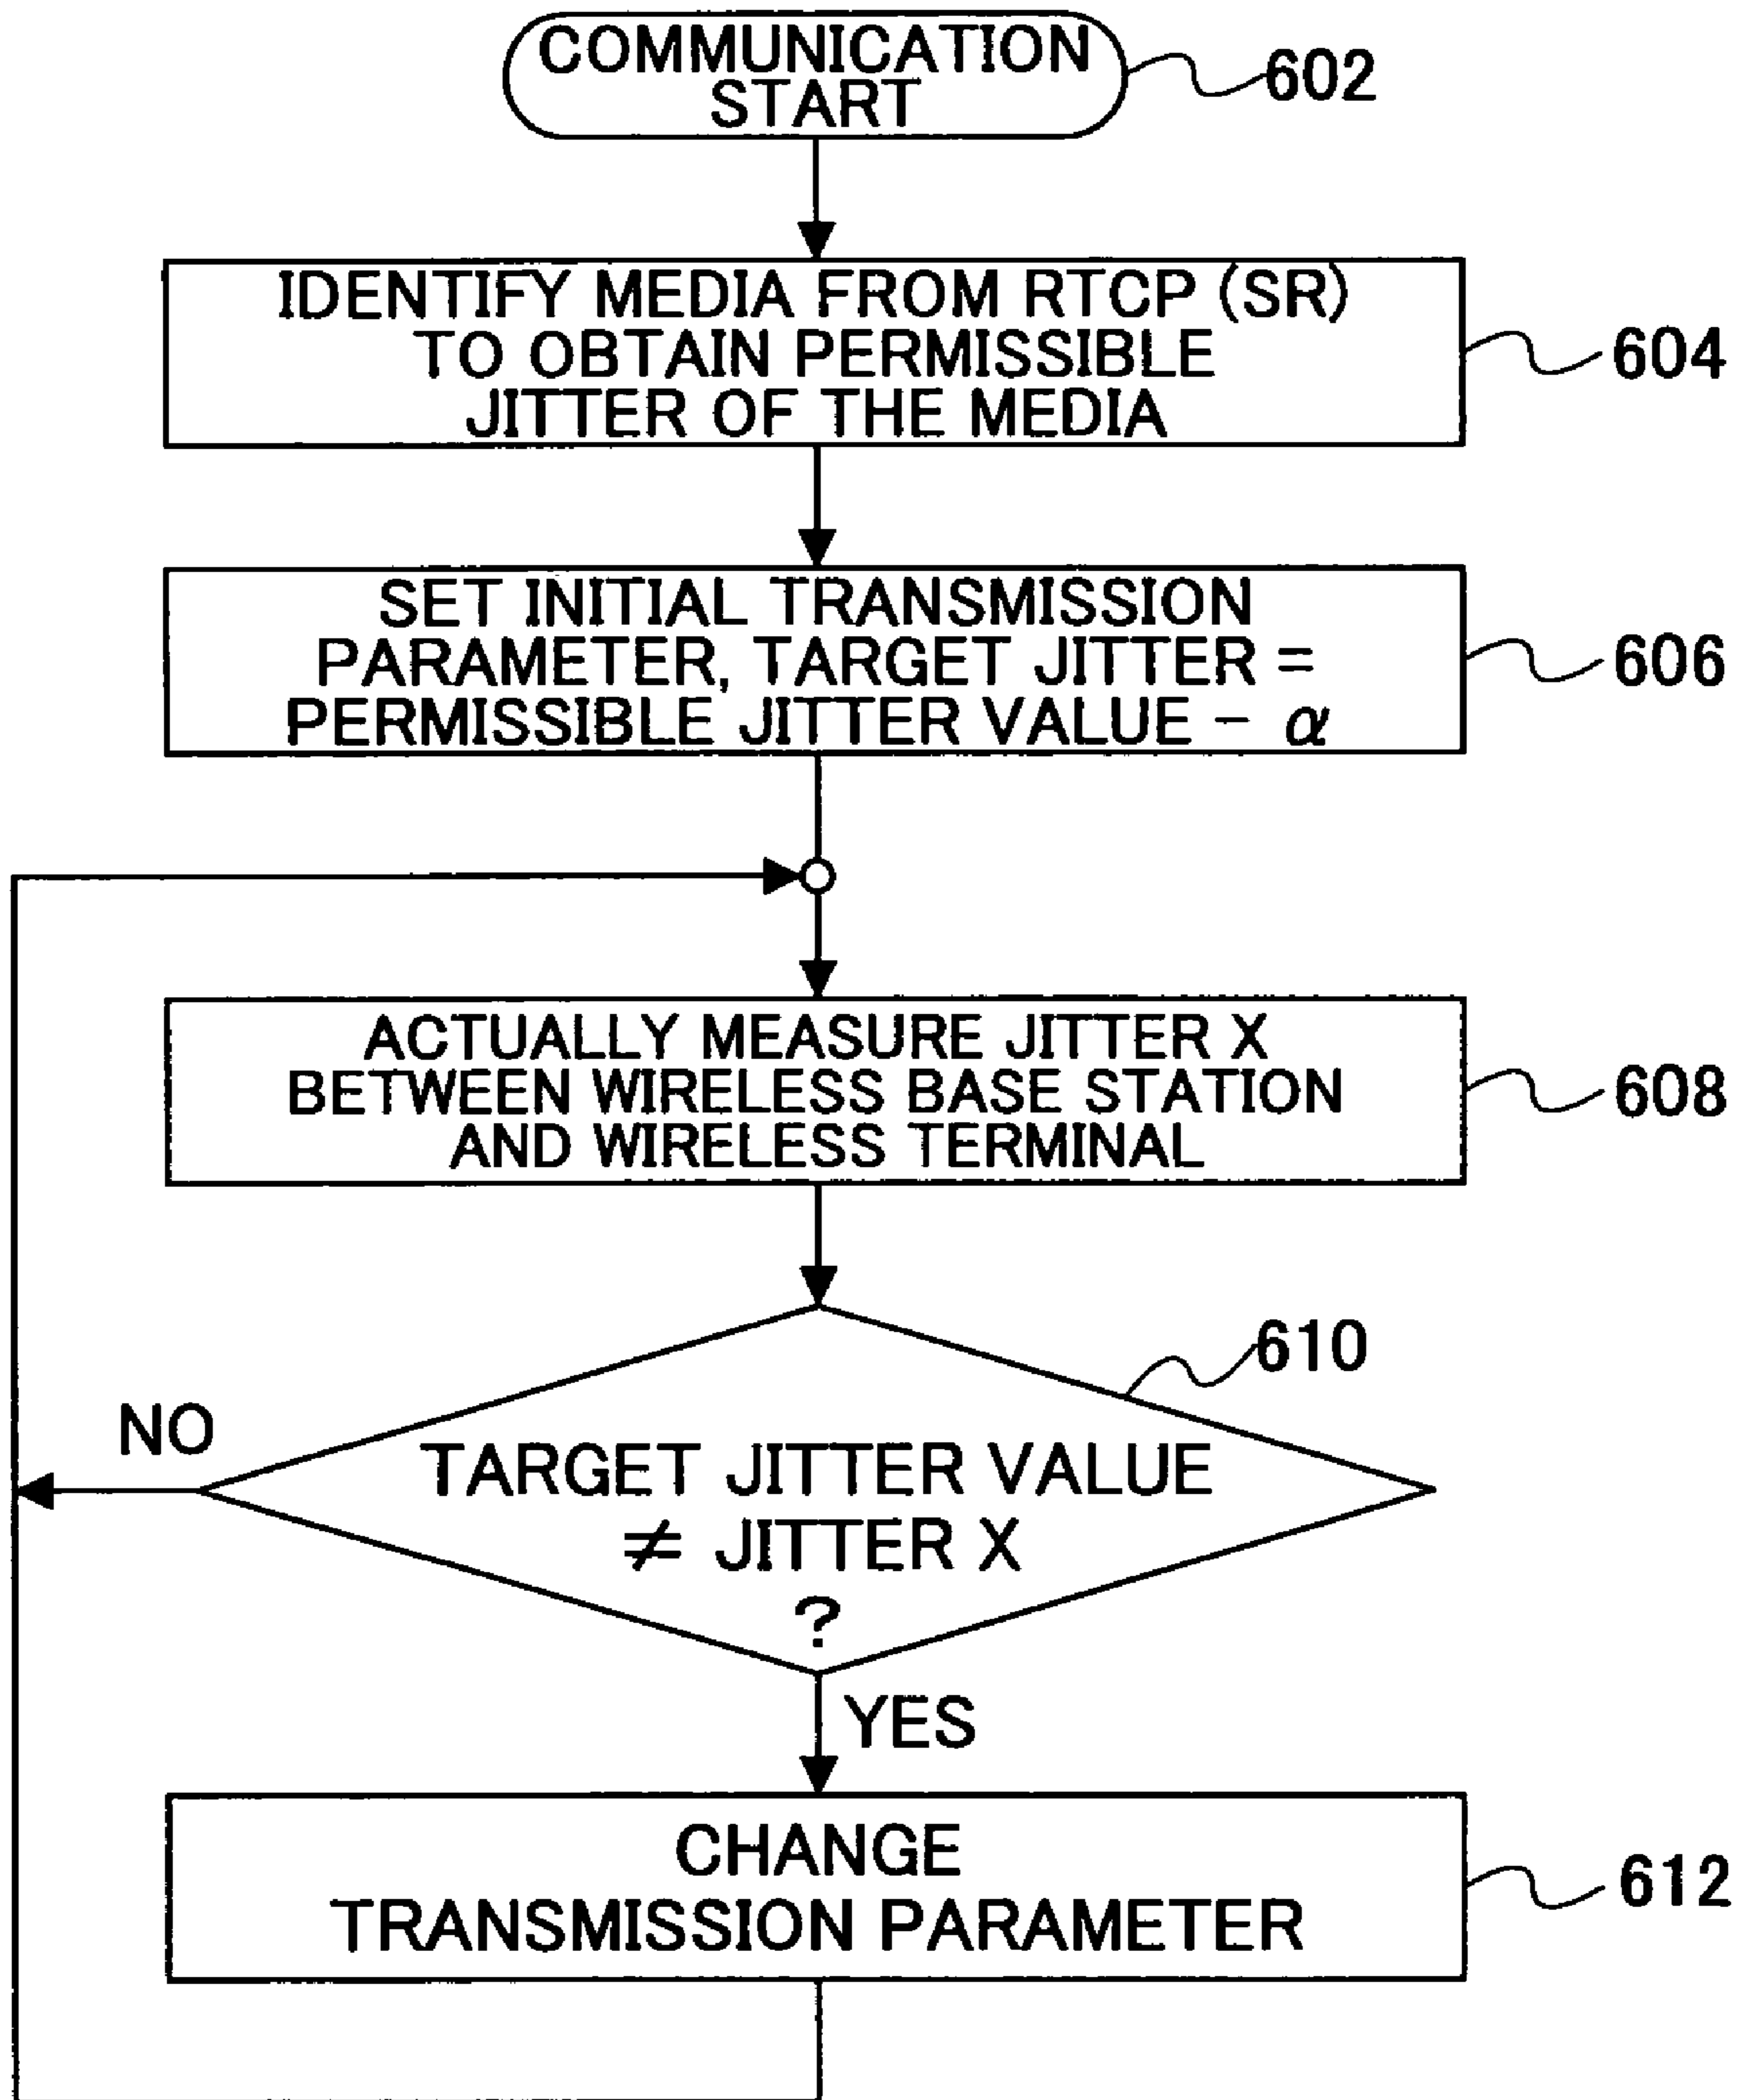 COMMUNICATION
START
602
IDENTIFY MEDIA FROM RTCP (SR)
TO OBTAIN PERMISSIBLE
JITTER OF THE MEDIA
604
SET INITIAL TRANSMISSION
PARAMETER, TARGET JITTER =
PERMISSIBLE JITTER VALUE − α
606
ACTUALLY MEASURE JITTER X
BETWEEN WIRELESS BASE STATION
AND WIRELESS TERMINAL
608
610
NO
TARGET JITTER VALUE
≠ JITTER X
?
YES
CHANGE
TRANSMISSION PARAMETER
612